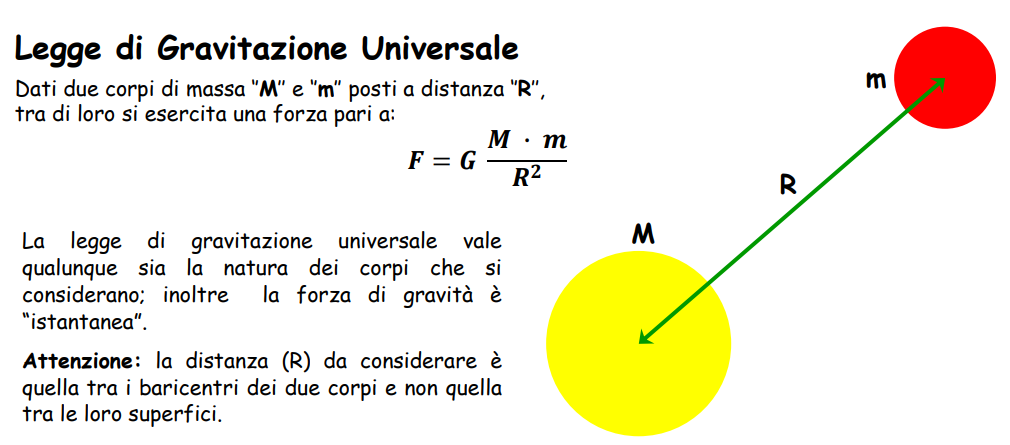 Legge di Gravitazione Universale
Dati due corpi di massa "M" e "m" posti a distanza "R",
tra di loro si esercita una forza pari a:
F = G M · m / R²
La legge di gravitazione universale vale
qualunque sia la natura dei corpi che si
considerano; inoltre la forza di gravità è
"istantanea".
Attenzione: la distanza (R) da considerare è
quella tra i baricentri dei due corpi e non quella
tra le loro superfici.
m
R
M